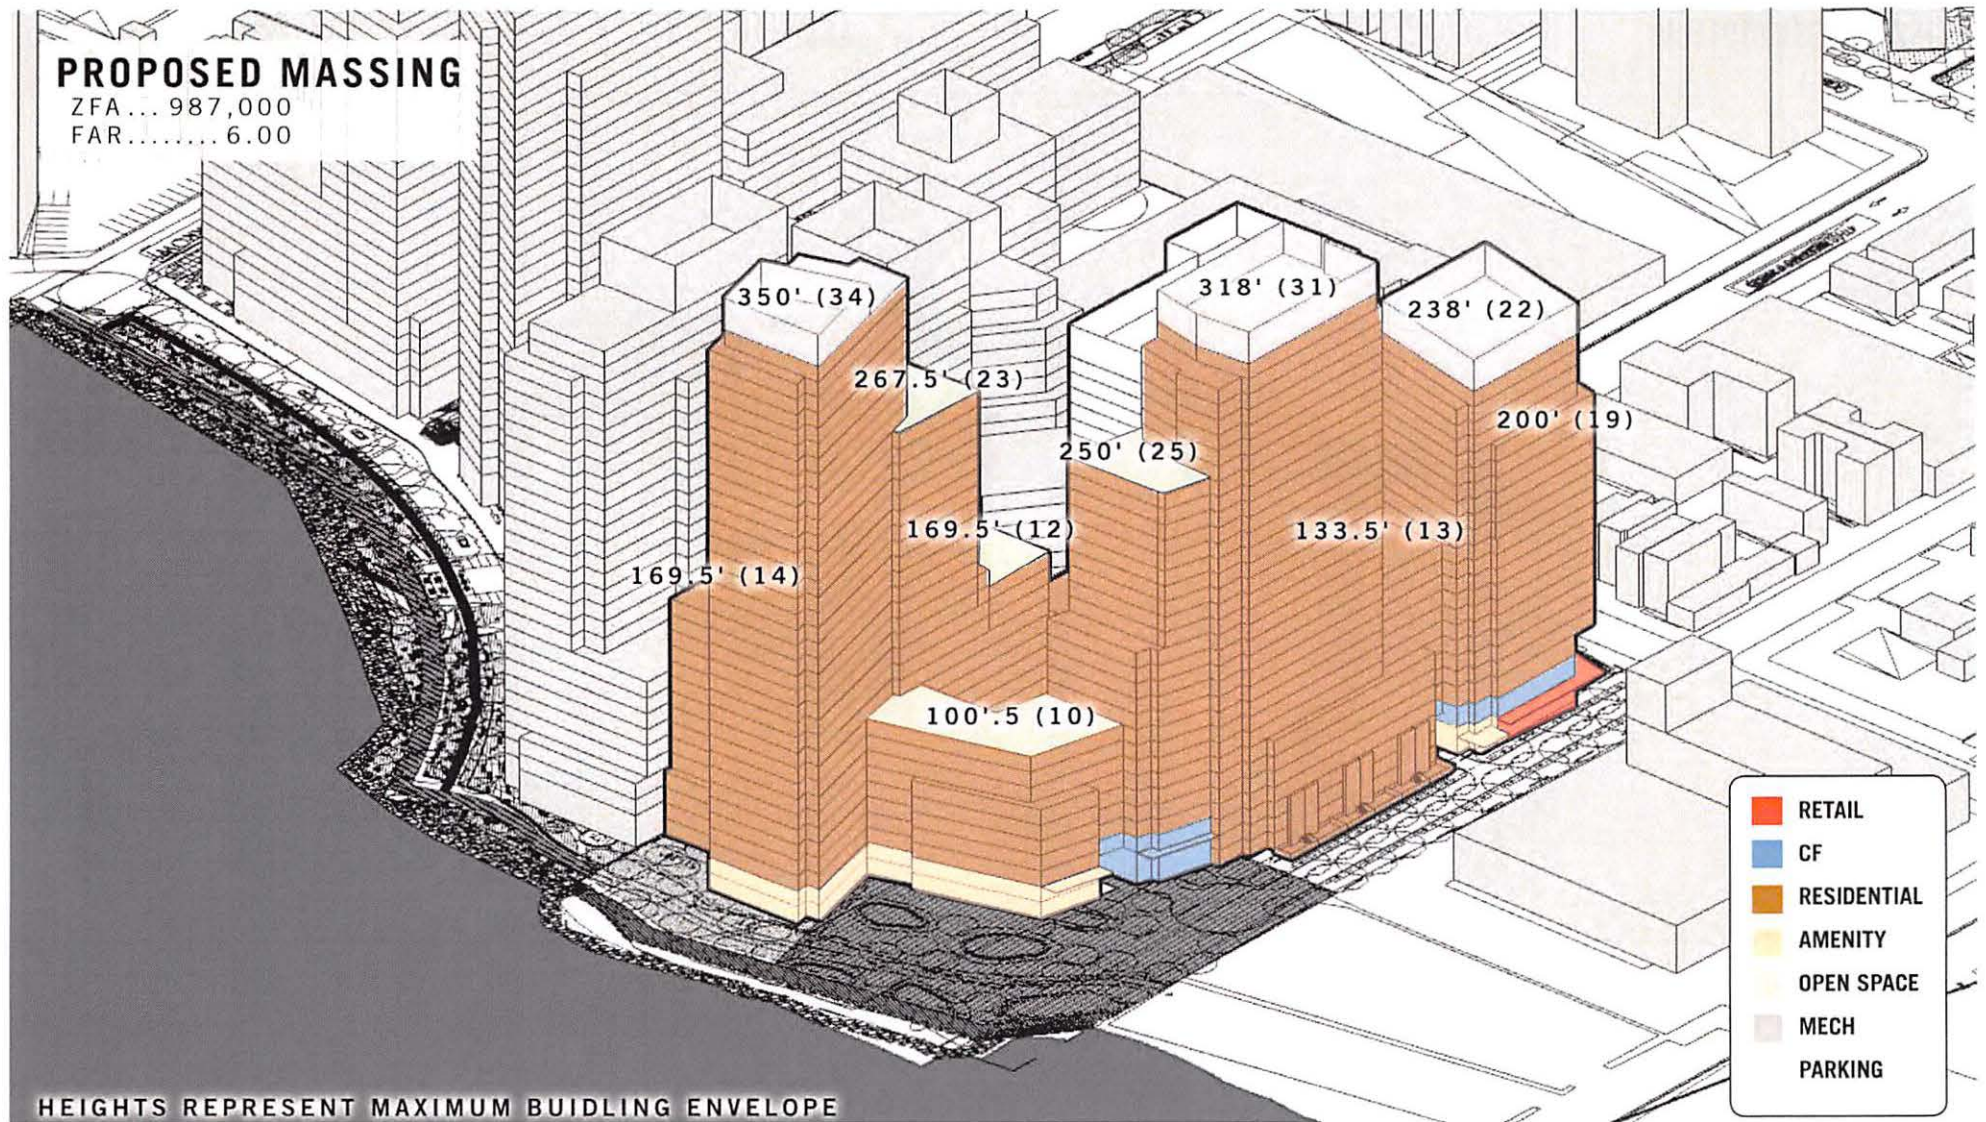 PROPOSED MASSING
ZFA... 987,000
FAR........ 6.00
350' (34)
318' (31)
238' (22)
267.5' (23)
200' (19)
250' (25)
169.5' (12)
133.5' (13)
169.5' (14)
100'.5 (10)
RETAIL
CF
RESIDENTIAL
AMENITY
OPEN SPACE
MECH
PARKING
HEIGHTS REPRESENT MAXIMUM BUIDLING ENVELOPE